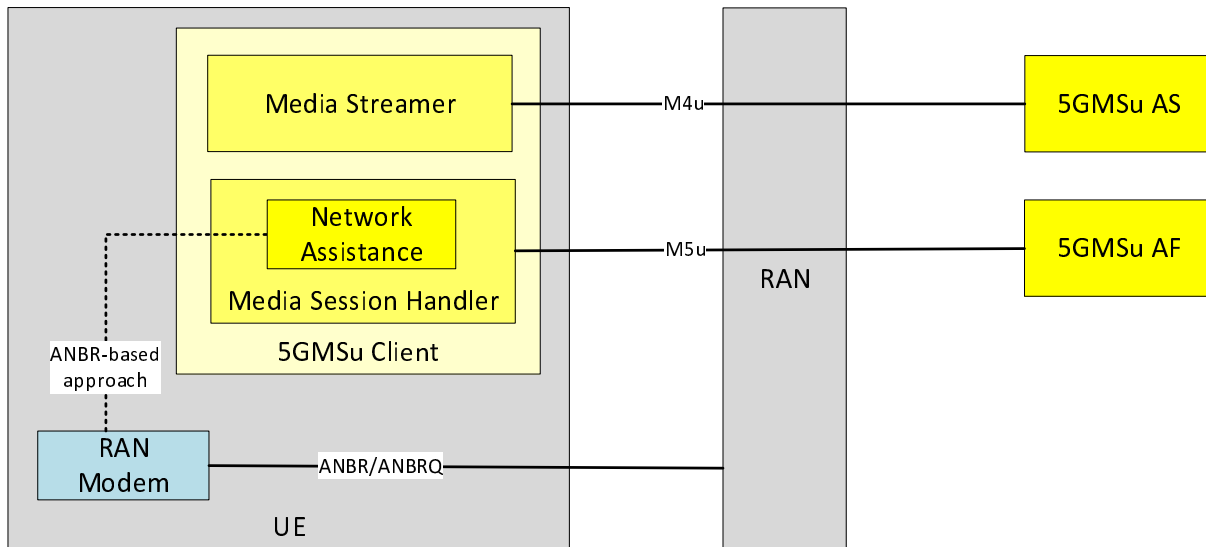 Media Streamer
M4u
5GMSu AS
Network
Assistance
Media Session Handler
M5u
5GMSu AF
RAN
5GMSu Client
ANBR-based
approach
RAN
Modem
ANBR/ANBRQ
UE